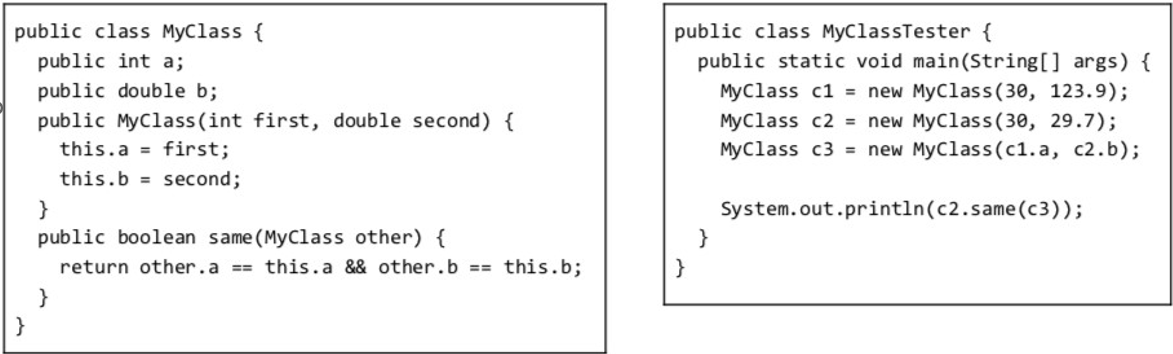 public class MyClass {
  public int a;
  public double b;
  public MyClass(int first, double second) {
    this.a = first;
    this.b = second;
  }
  public boolean same(MyClass other) {
    return other.a == this.a && other.b == this.b;
  }
}
public class MyClassTester {
  public static void main(String[] args) {
    MyClass c1 = new MyClass(30, 123.9);
    MyClass c2 = new MyClass(30, 29.7);
    MyClass c3 = new MyClass(c1.a, c2.b);

    System.out.println(c2.same(c3));
  }
}